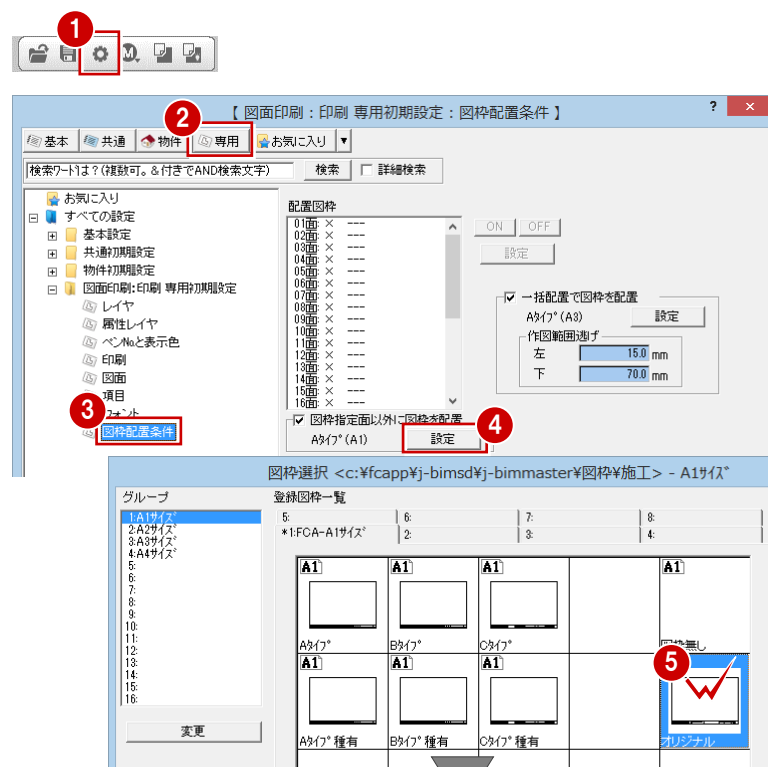 1
M
【 図面印刷：印刷 専用初期設定：図枠配置条件 】
? ×
2
基本 共通 物件 専用 お気に入り ▼
検索ﾜｰﾄﾞは？(複数可。＆付きでAND検索文字) 検索 詳細検索
お気に入り
すべての設定
基本設定
共通初期設定
物件初期設定
図面印刷:印刷 専用初期設定
レイヤ
属性レイヤ
ペンNoと表示色
印刷
図面
項目
フォント
図枠配置条件
3
配置図枠
01面: × ---
02面: × ---
03面: × ---
04面: × ---
05面: × ---
06面: × ---
07面: × ---
08面: × ---
09面: × ---
10面: × ---
11面: × ---
12面: × ---
13面: × ---
14面: × ---
15面: × ---
16面: × ---
ON OFF
設定
一括配置で図枠を配置
Aﾀｲﾌﾟ(A3) 設定
作図範囲逃げ
左 15.0 mm
下 70.0 mm
図枠指定面以外に図枠を配置
Aﾀｲﾌﾟ(A1) 設定
4
図枠選択 <c:¥fcapp¥j-bimsd¥j-bimmaster¥図枠¥施工> - A1ｻｲｽﾞ
グループ
1:A1ｻｲｽﾞ
2:A2ｻｲｽﾞ
3:A3ｻｲｽﾞ
4:A4ｻｲｽﾞ
5:
6:
7:
8:
9:
10:
11:
12:
13:
14:
15:
16:
変更
登録図枠一覧
5: 6: 7: 8:
*1:FCA-A1ｻｲｽﾞ 2: 3: 4:
A1 A1 A1 A1
Aﾀｲﾌﾟ Bﾀｲﾌﾟ Cﾀｲﾌﾟ 図枠無し
A1 A1 A1 5
Aﾀｲﾌﾟ種有 Bﾀｲﾌﾟ種有 Cﾀｲﾌﾟ種有 オリジナル